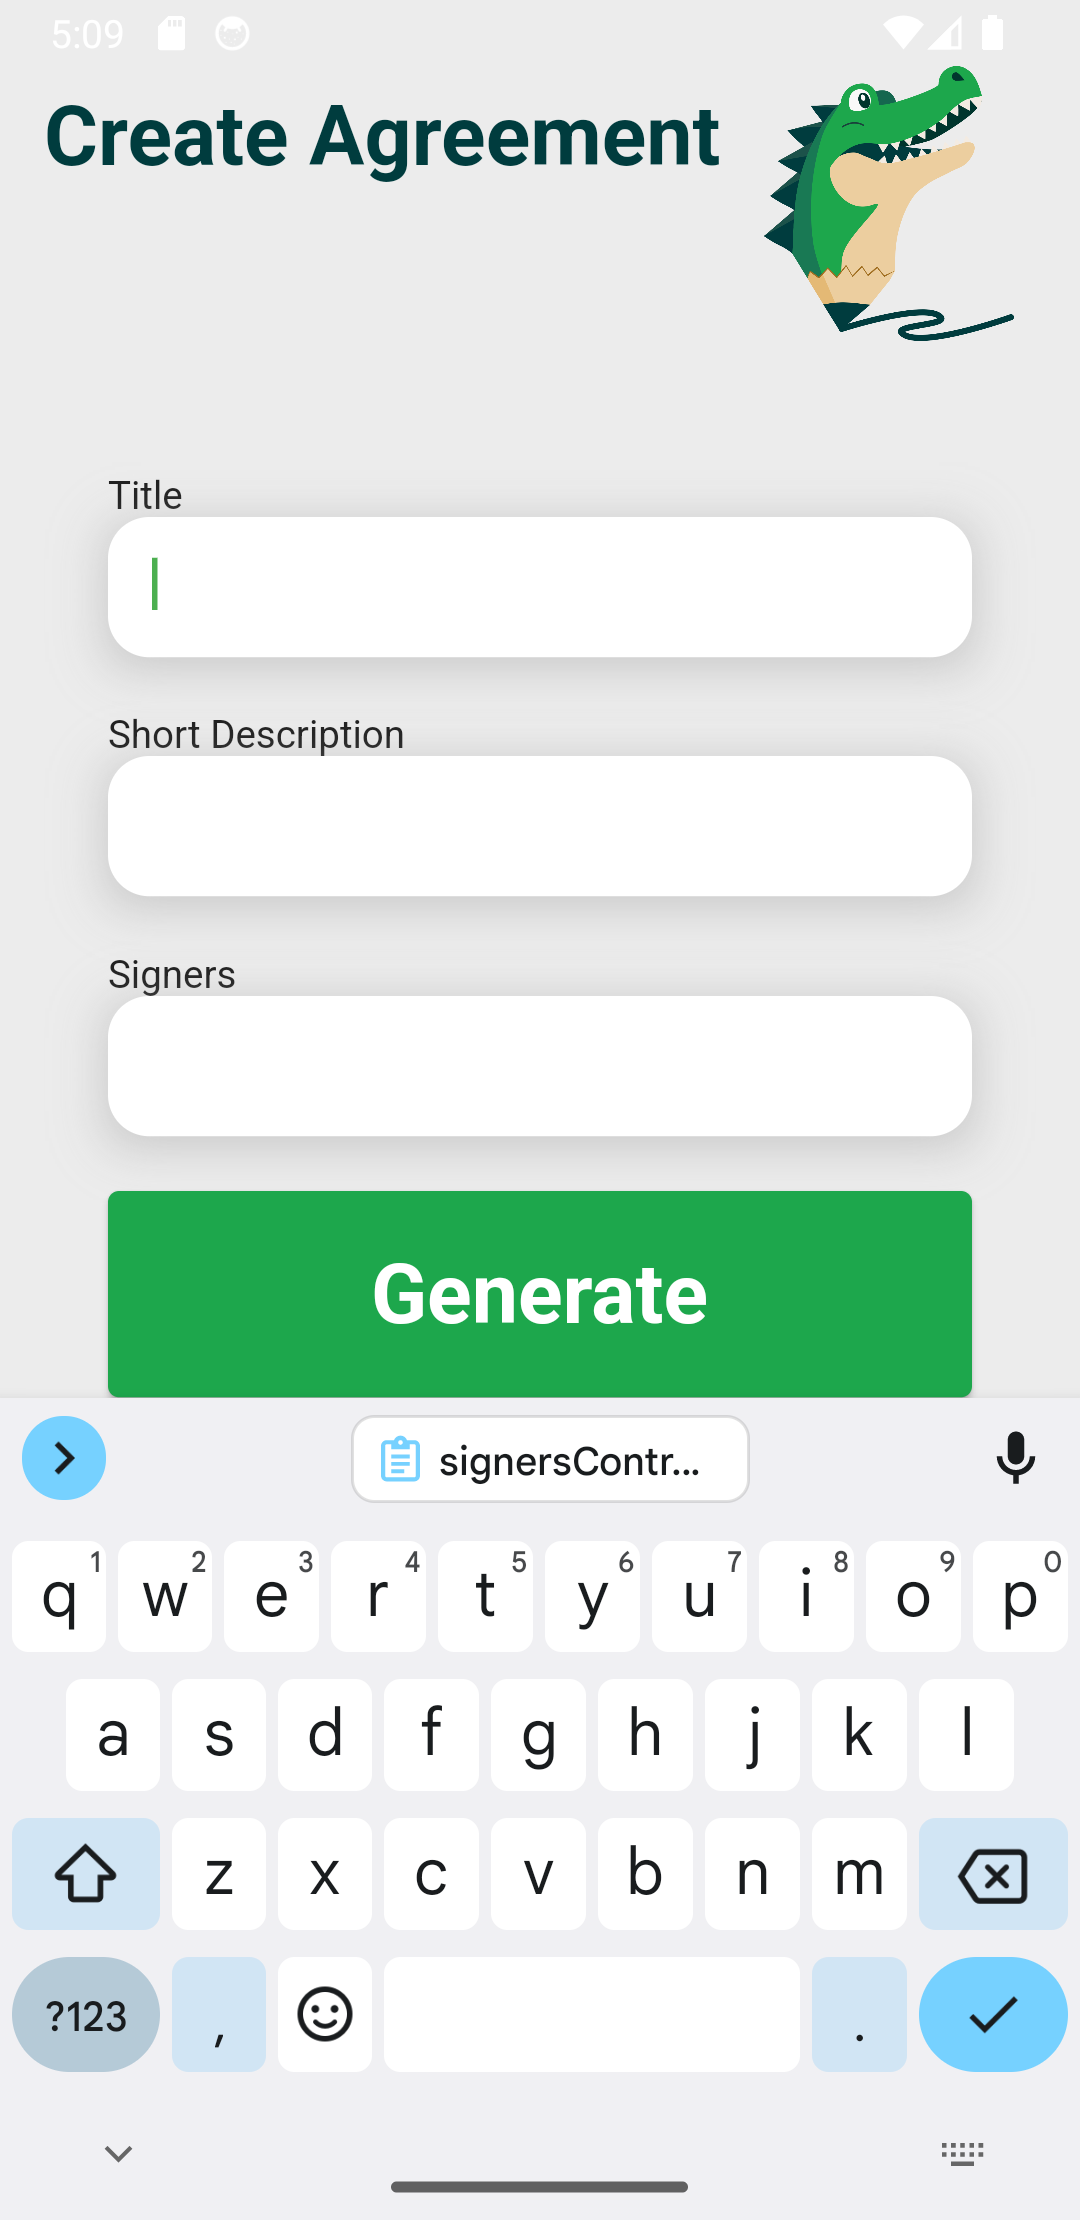 5:09
Create Agreement
Title
Short Description
Signers
Generate
signersContr...
q 1 w 2 e 3 r 4 t 5 y 6 u 7 i 8 o 9 p 0
a s d f g h j k l
z x c v b n m
?123 , .